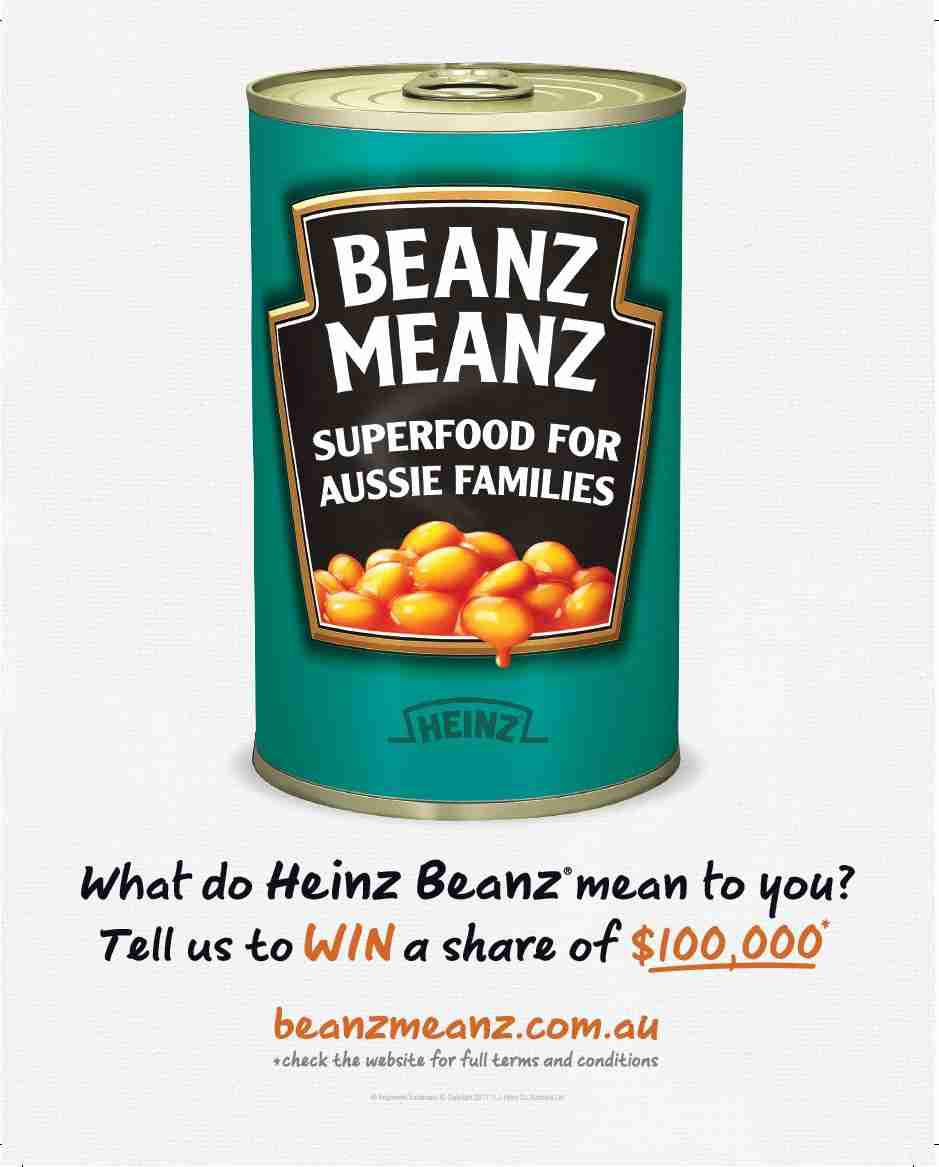 BEANZ
MEANZ
SUPERFOOD FOR
AUSSIE FAMILIES
HEINZ
What do Heinz Beanz® mean to you?
Tell us to WIN a share of $100,000*
beanzmeanz.com.au
*check the website for full terms and conditions